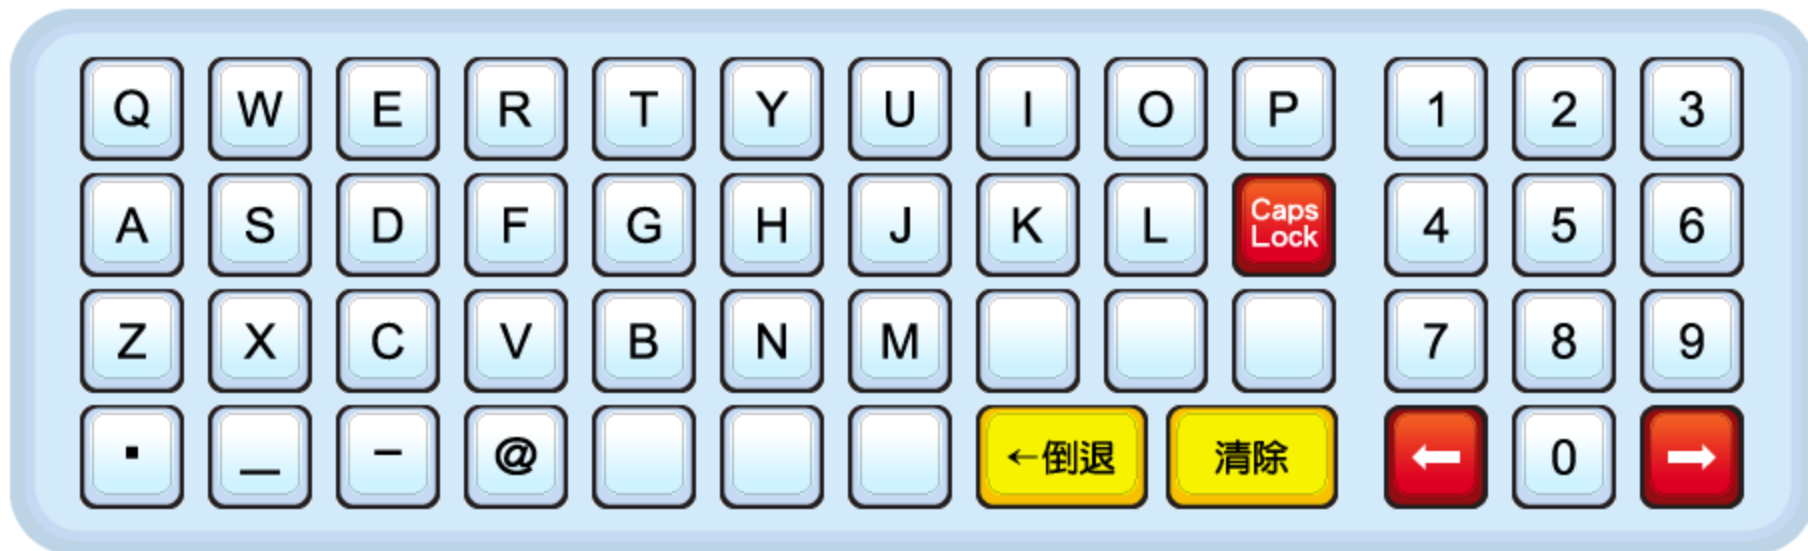 Q W E R T Y U I O P 1 2 3
A S D F G H J K L Caps Lock 4 5 6
Z X C V B N M 7 8 9
. _ - @ ←倒退 清除 ← 0 →